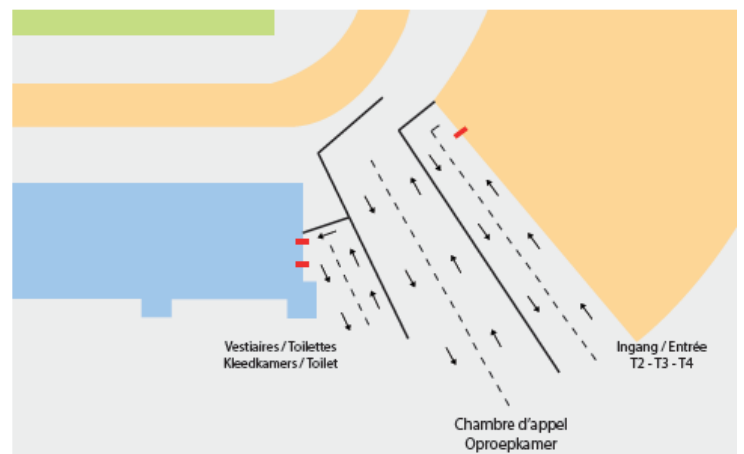 Vestiaires / Toilettes
Kleedkamers / Toilet
Ingang / Entrée
T2 - T3 - T4
Chambre d'appel
Oproepkamer